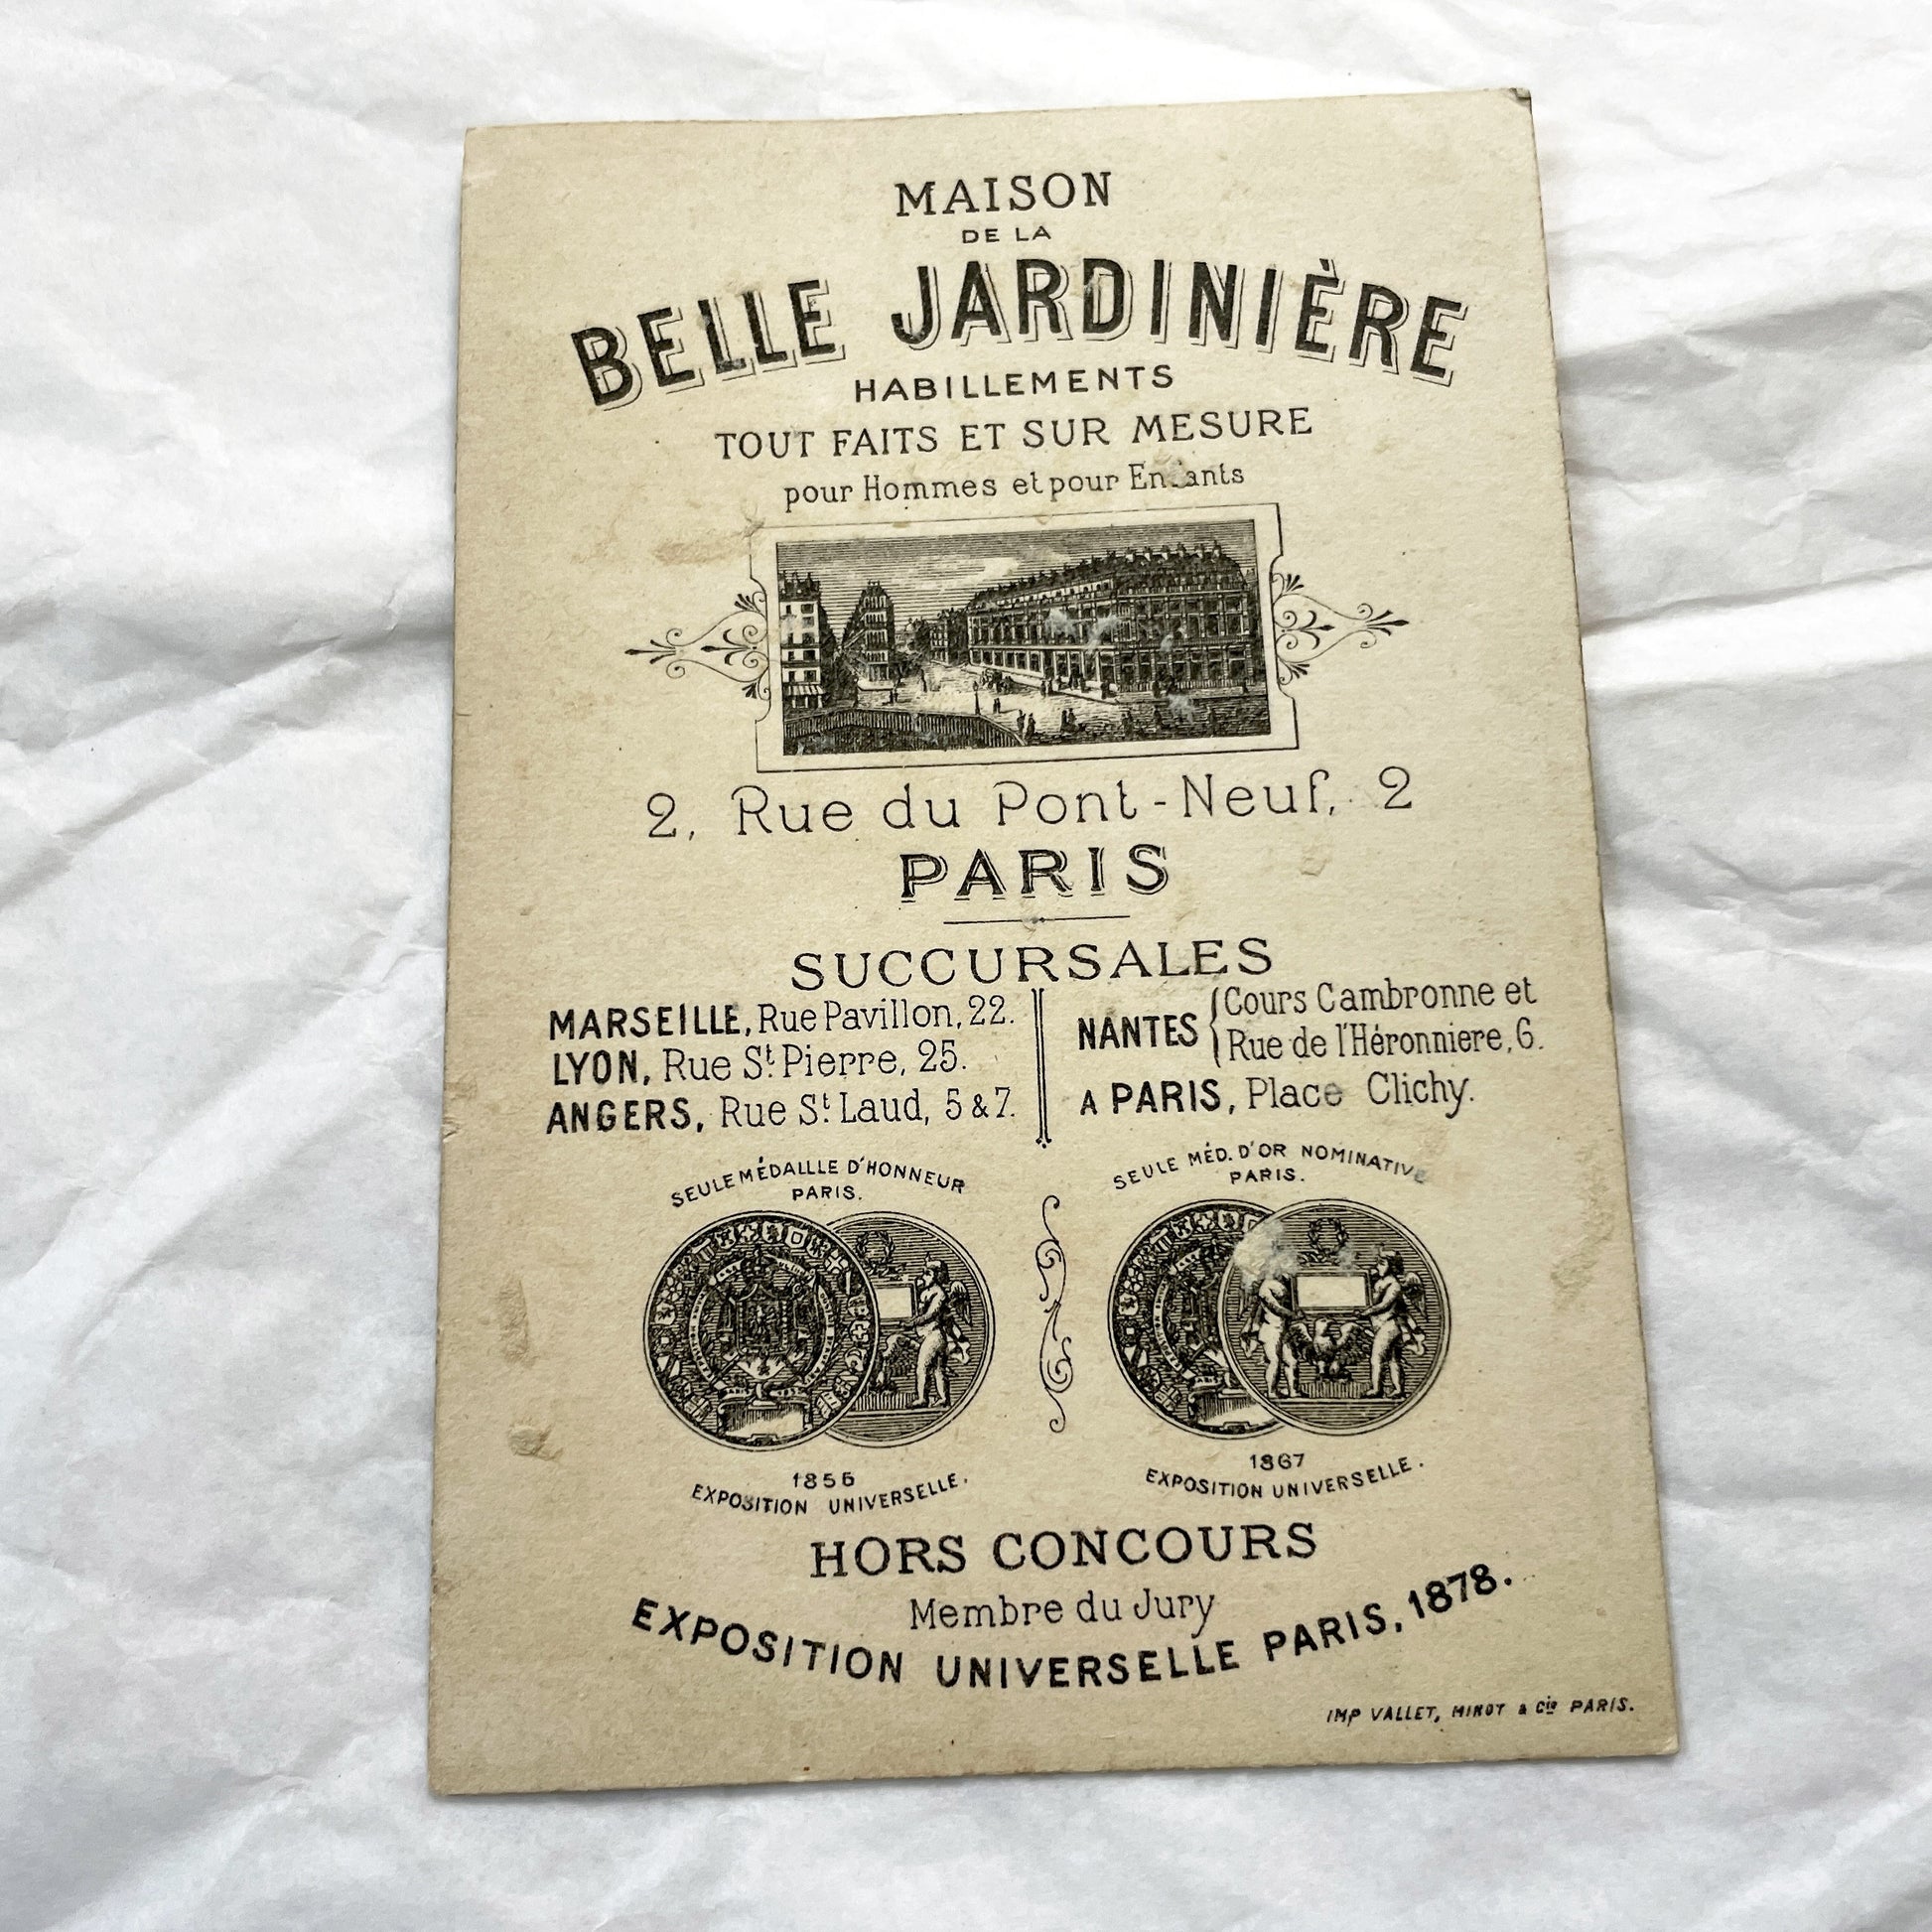 MAISON
DE LA
BELLE JARDINIÈRE
HABILLEMENTS
TOUT FAITS ET SUR MESURE
pour Hommes et pour Enfants
2, Rue du Pont-Neuf, 2
PARIS
SUCCURSALES
MARSEILLE, Rue Pavillon, 22.
LYON, Rue St. Pierre, 25.
ANGERS, Rue St. Laud, 5 & 7.
NANTES { Cours Cambronne et
Rue de l'Héronniere, 6.
A PARIS, Place Clichy.
SEULE MÉDALLLE D'HONNEUR
PARIS.
1855
EXPOSITION UNIVERSELLE.
SEULE MÉD. D'OR NOMINATIVE
PARIS.
1867
EXPOSITION UNIVERSELLE.
HORS CONCOURS
Membre du Jury
EXPOSITION UNIVERSELLE PARIS, 1878.
IMP VALLET, MINOT & Cie PARIS.